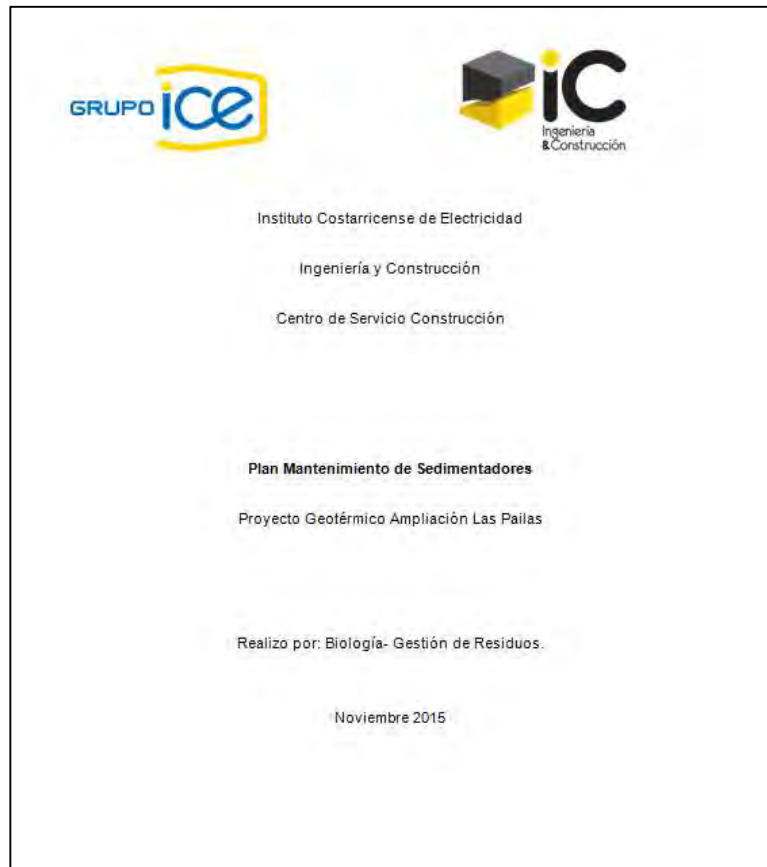 GRUPO ice
iC
Ingeniería
&Construcción
Instituto Costarricense de Electricidad
Ingeniería y Construcción
Centro de Servicio Construcción
Plan Mantenimiento de Sedimentadores
Proyecto Geotérmico Ampliación Las Pailas
Realizo por: Biología- Gestión de Residuos.
Noviembre 2015